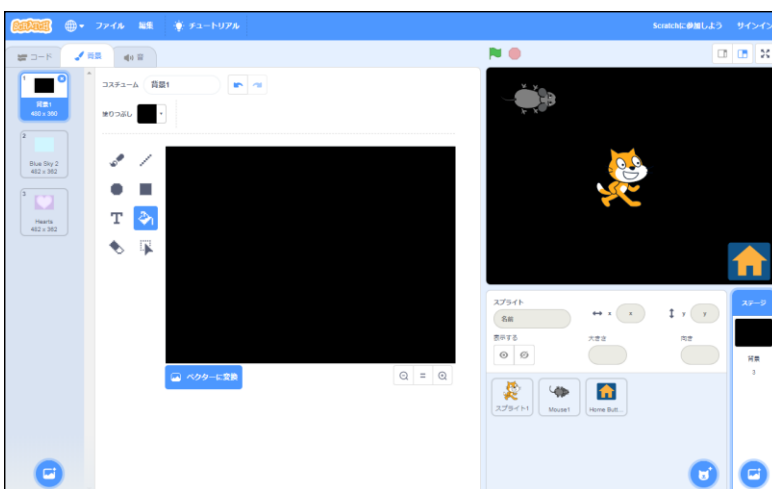 SCRATCH
ファイル 編集 チュートリアル Scratchに参加しよう サインイン
コード 背景 音
1
背景1
480 x 360
2
Blue Sky 2
482 x 362
3
Hearts
482 x 362
コスチューム 背景1
塗りつぶし
T
ベクターに変換
スプライト
名前
x x
y y
表示する
大きさ
向き
スプライト1
Mouse1
Home Butt...
ステージ
背景
3